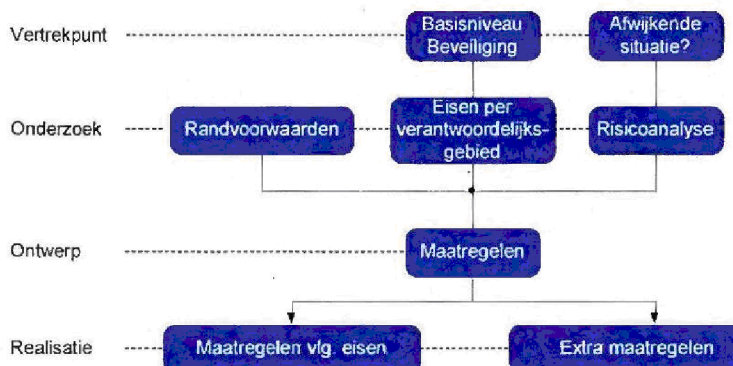 Vertrekpunt
Basisniveau
Beveiliging
Afwijkende
situatie?
Onderzoek
Randvoorwaarden
Eisen per
verantwoordelijks-
gebied
Risicoanalyse
Ontwerp
Maatregelen
Realisatie
Maatregelen vlg. eisen
Extra maatregelen